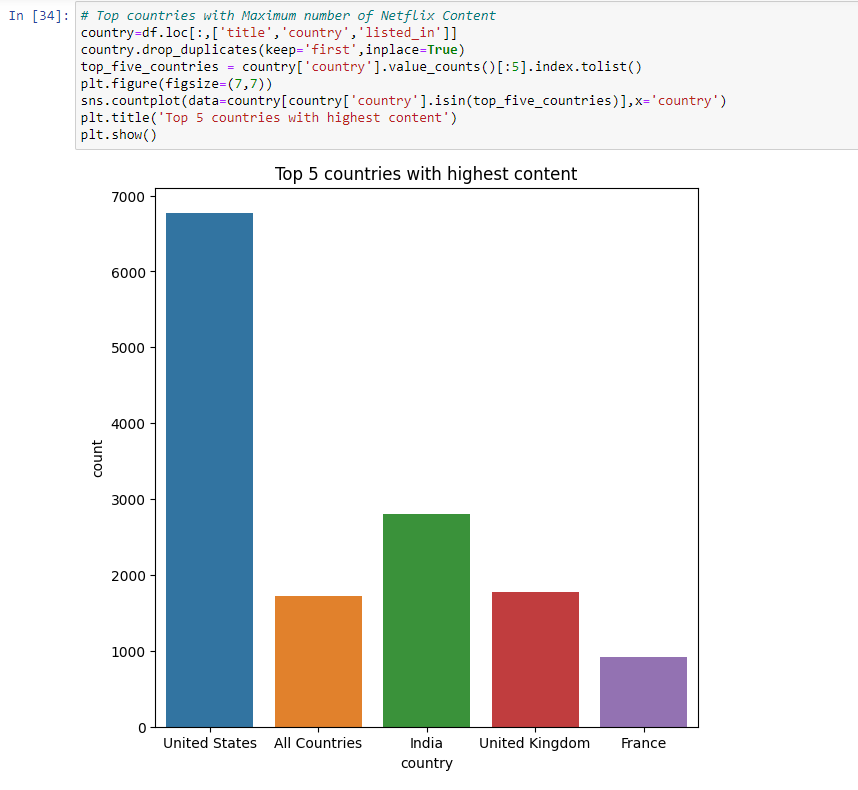 In [34]: # Top countries with Maximum number of Netflix Content
country=df.loc[:,['title','country','listed_in']]
country.drop_duplicates(keep='first',inplace=True)
top_five_countries = country['country'].value_counts()[:5].index.tolist()
plt.figure(figsize=(7,7))
sns.countplot(data=country[country['country'].isin(top_five_countries)],x='country')
plt.title('Top 5 countries with highest content')
plt.show()
Top 5 countries with highest content
7000
6000
5000
4000
3000
2000
1000
0
count
United States All Countries India United Kingdom France
country